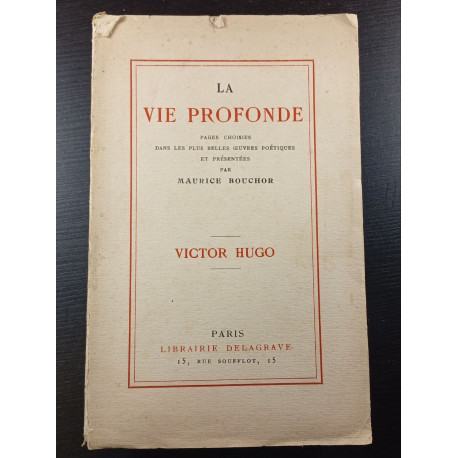 LA
VIE PROFONDE
PAGES CHOISIES
DANS LES PLUS BELLES ŒUVRES POÉTIQUES
ET PRÉSENTÉES
PAR
MAURICE BOUCHOR
VICTOR HUGO
PARIS
LIBRAIRIE DELAGRAVE
15, RUE SOUFFLOT, 15